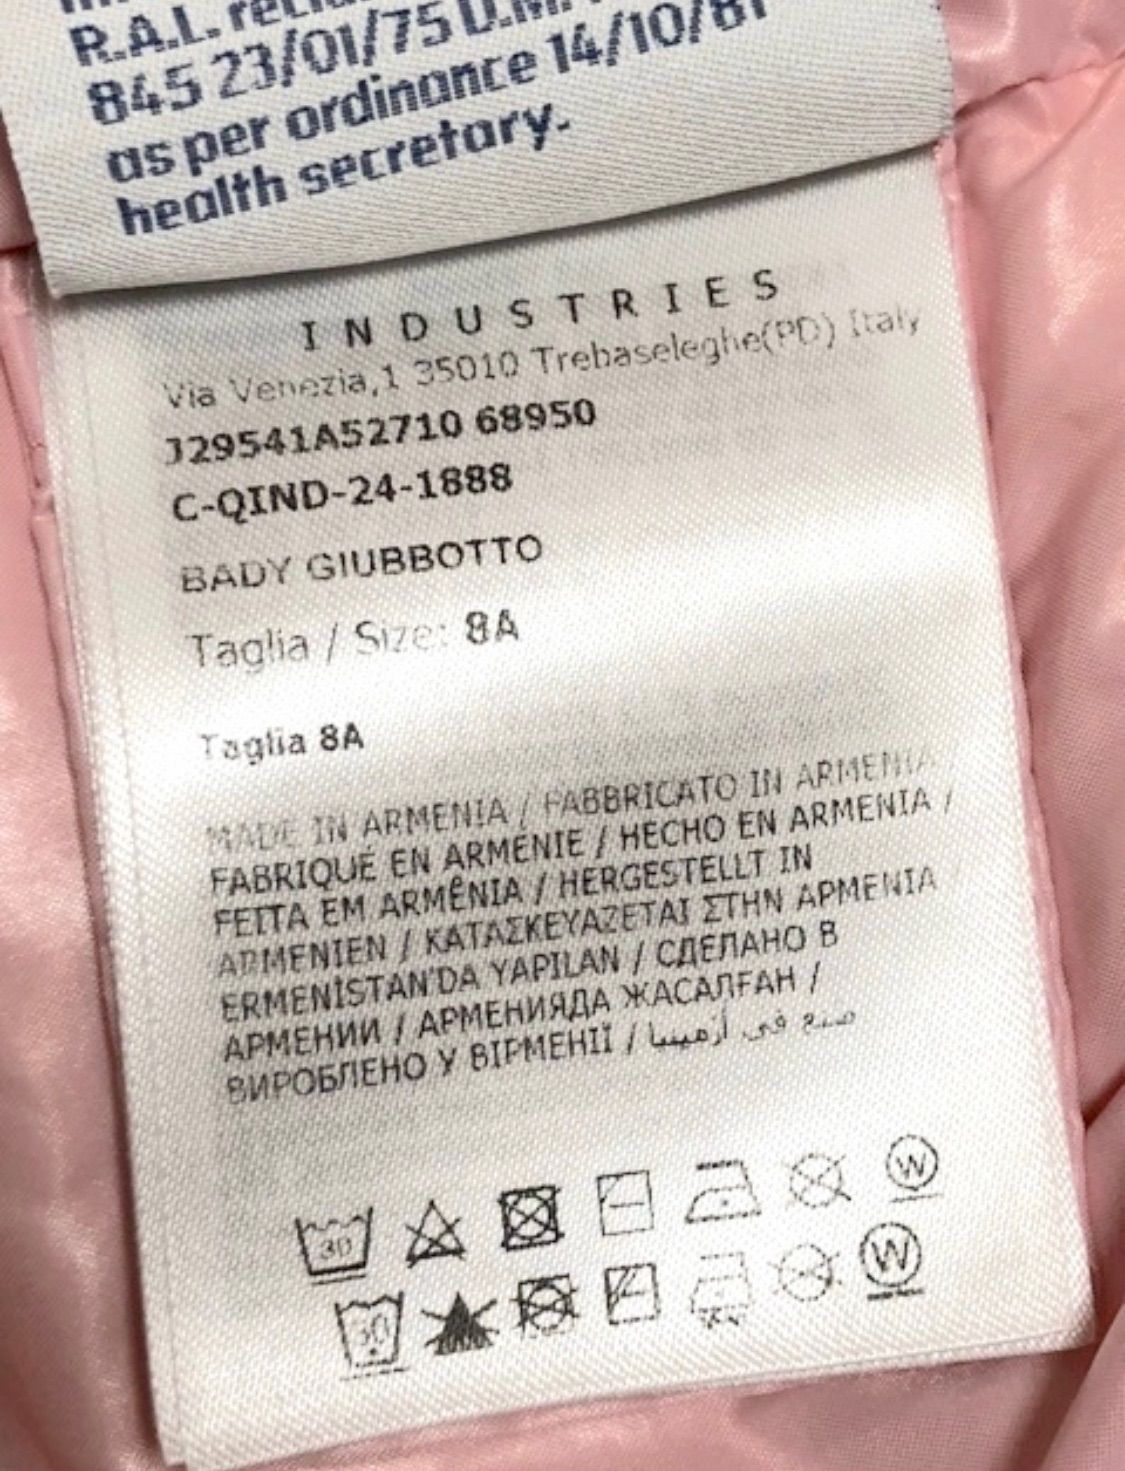 R.A.L.
845 23/01/75 D.M.
as per ordinance 14/10/81
health secretary.
INDUSTRIES
Via Venezia,1 35010 Trebaseleghe(PD) Italy
J29541A52710 68950
C-QIND-24-1888
BADY GIUBBOTTO
Taglia / Size: 8A
Taglia 8A
MADE IN ARMENIA / FABBRICATO IN ARMENIA
FABRIQUÉ EN ARMÉNIE / HECHO EN ARMENIA /
FEITA EM ARMÊNIA / HERGESTELLT IN
ARMENIEN / ΚΑΤΑΣΚΕΥΑΖΕΤΑΙ ΣΤΗΝ ΑΡΜΕΝΙΑ
ERMENİSTAN'DA YAPILAN / СДЕЛАНО В
АРМЕНИИ / АРМЕНИЯДА ЖАСАЛҒАН /
ВИРОБЛЕНО У ВІРМЕНІЇ / صنع في أرمينيا
30 W
30 W